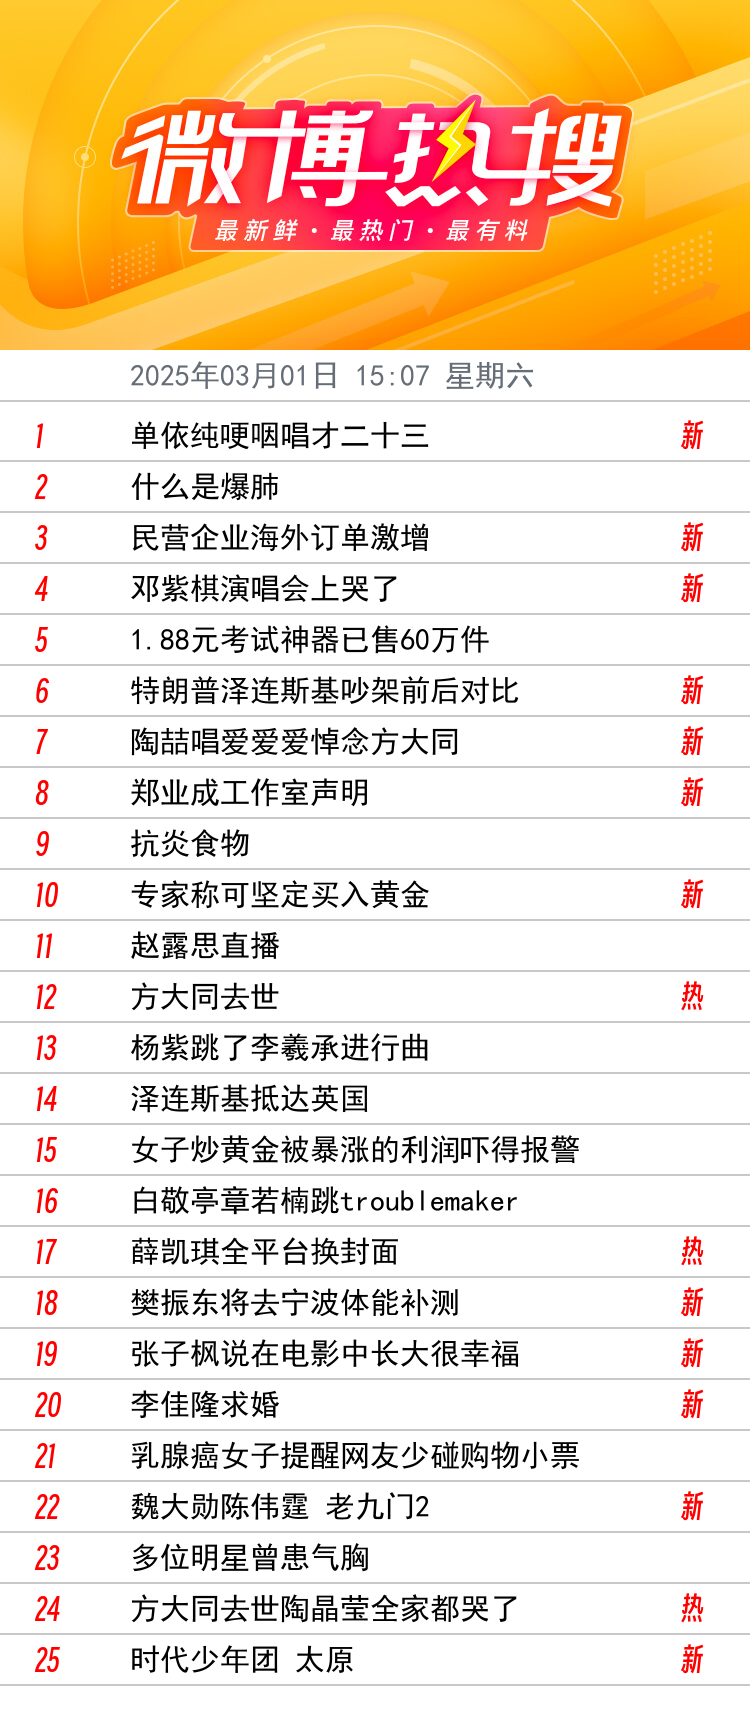 微博热搜
最新鲜·最热门·最有料
2025年03月01日 15:07 星期六
1 单依纯哽咽唱才二十三 新
2 什么是爆肺
3 民营企业海外订单激增 新
4 邓紫棋演唱会上哭了 新
5 1.88元考试神器已售60万件
6 特朗普泽连斯基吵架前后对比 新
7 陶喆唱爱爱爱悼念方大同 新
8 郑业成工作室声明 新
9 抗炎食物
10 专家称可坚定买入黄金 新
11 赵露思直播
12 方大同去世 热
13 杨紫跳了李羲承进行曲
14 泽连斯基抵达英国
15 女子炒黄金被暴涨的利润吓得报警
16 白敬亭章若楠跳troublemaker
17 薛凯琪全平台换封面 热
18 樊振东将去宁波体能补测 新
19 张子枫说在电影中长大很幸福 新
20 李佳隆求婚 新
21 乳腺癌女子提醒网友少碰购物小票
22 魏大勋陈伟霆 老九门2 新
23 多位明星曾患气胸
24 方大同去世陶晶莹全家都哭了 热
25 时代少年团 太原 新